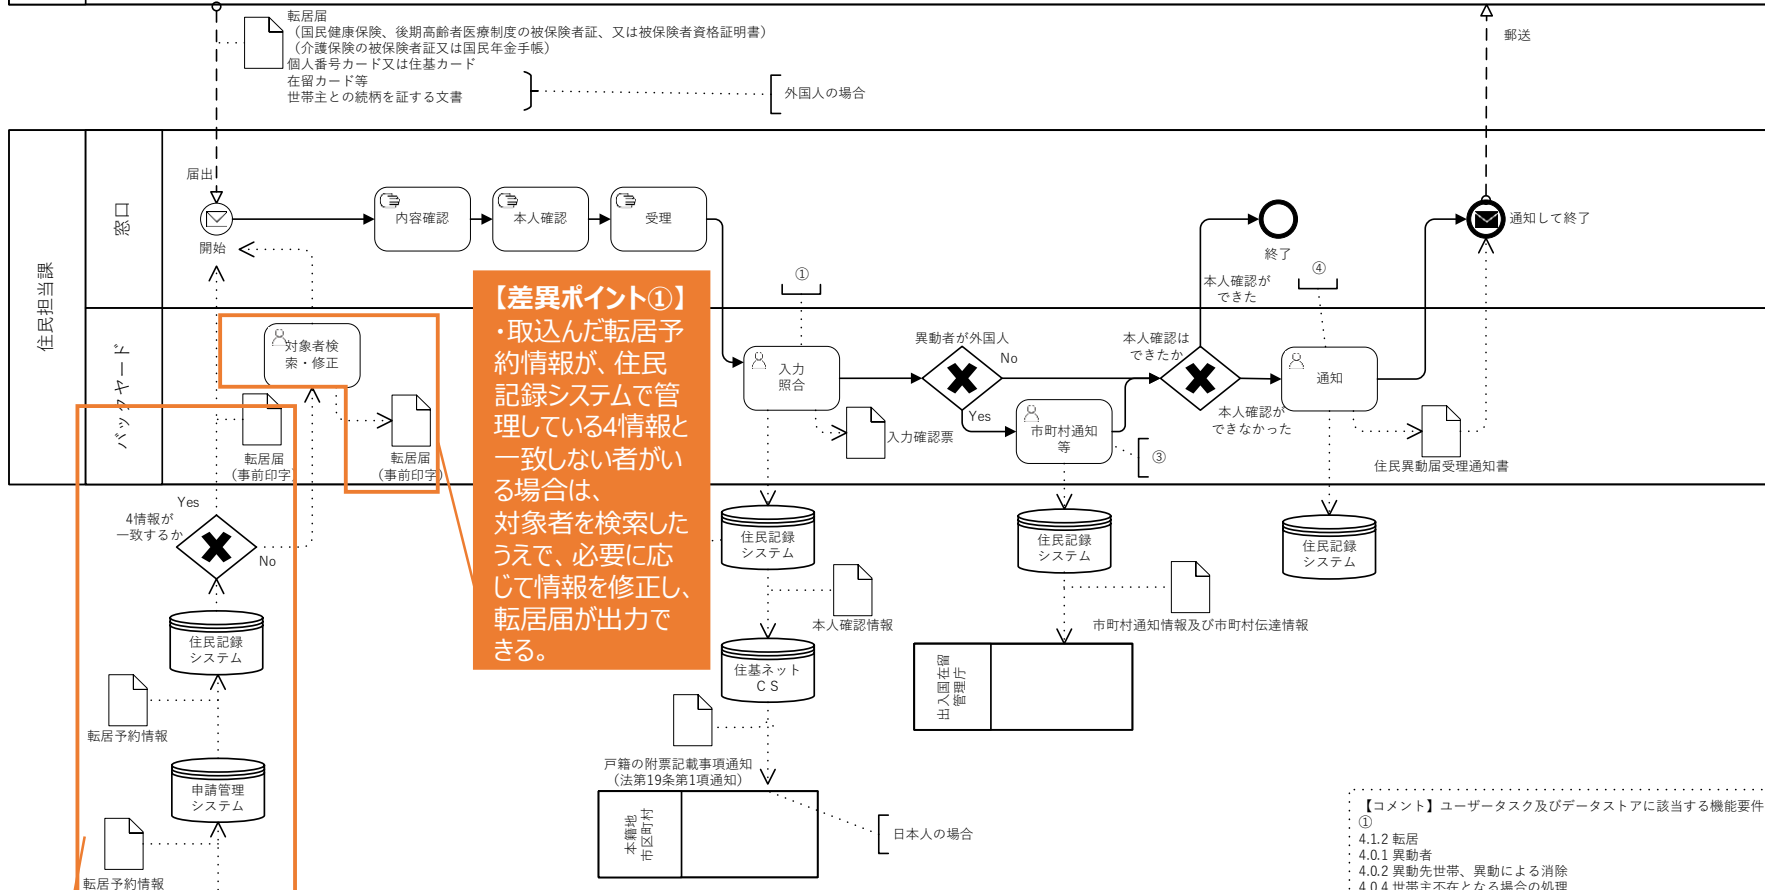 転居届
（国民健康保険、後期高齢者医療制度の被保険者証、又は被保険者資格証明書）
（介護保険の被保険者証又は国民年金手帳）
個人番号カード又は住基カード
在留カード等
世帯主との続柄を証する文書
外国人の場合
郵送
住民担当課
窓口
バックヤード
届出
開始
内容確認
本人確認
受理
終了
通知して終了
本人確認が
できた
①
④
対象者検
索・修正
転居届
（事前印字）
転居届
（事前印字）
【差異ポイント①】
・取込んだ転居予
約情報が、住民
記録システムで管
理している4情報と
一致しない者がい
る場合は、
対象者を検索した
うえで、必要に応
じて情報を修正し、
転居届が出力で
きる。
入力
照合
入力確認票
異動者が外国人
No
Yes
市町村通知
等
③
本人確認は
できたか
本人確認が
できなかった
通知
住民異動届受理通知書
Yes
4情報が
一致するか
No
住民記録
システム
転居予約情報
申請管理
システム
転居予約情報
住民記録
システム
本人確認情報
住基ネット
ＣＳ
戸籍の附票記載事項通知
（法第19条第1項通知）
本籍地
市区町村
日本人の場合
住民記録
システム
市町村通知情報及び市町村伝達情報
出入国在留
管理庁
住民記録
システム
【コメント】ユーザータスク及びデータストアに該当する機能要件
①
4.1.2 転居
4.0.1 異動者
4.0.2 異動先世帯、異動による消除
4.0.4 世帯主不在となる場合の処理